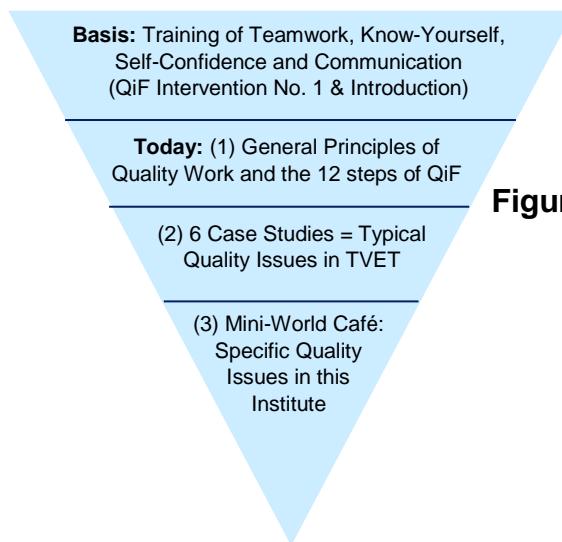 Basis: Training of Teamwork, Know-Yourself,
Self-Confidence and Communication
(QiF Intervention No. 1 & Introduction)
Today: (1) General Principles of
Quality Work and the 12 steps of QiF
(2) 6 Case Studies = Typical
Quality Issues in TVET
(3) Mini-World Café:
Specific Quality
Issues in this
Institute